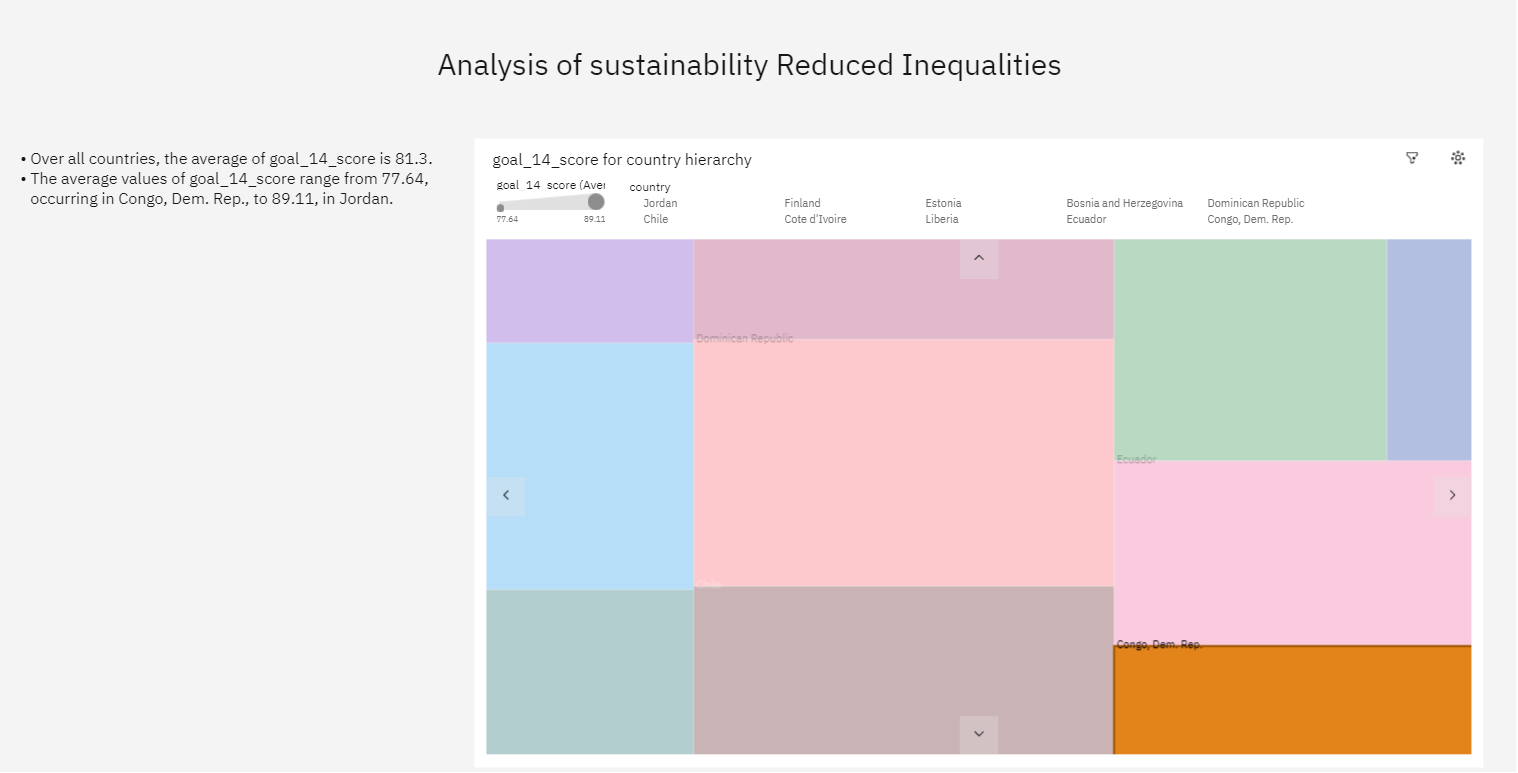 Analysis of sustainability Reduced Inequalities
• Over all countries, the average of goal_14_score is 81.3.
• The average values of goal_14_score range from 77.64,
occurring in Congo, Dem. Rep., to 89.11, in Jordan.
goal_14_score for country hierarchy
goal_14_score (Aver
77.64 89.11
country
Jordan Finland Estonia Bosnia and Herzegovina Dominican Republic
Chile Cote d'Ivoire Liberia Ecuador Congo, Dem. Rep.
Dominican Republic
Ecuador
Chile
Congo, Dem. Rep.